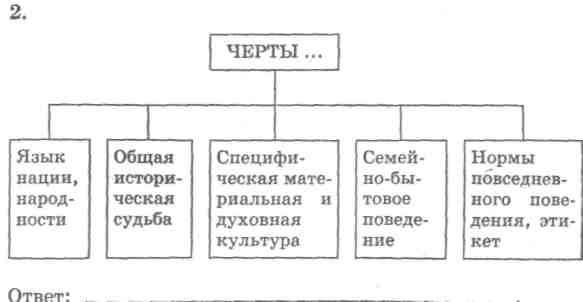 2.
ЧЕРТЫ ...
Язык
нации,
народ-
ности
Общая
истори-
ческая
судьба
Специфи-
ческая мате-
риальная и
духовная
культура
Семей-
но-бы-
товое
поведе-
ние
Нормы
повседнев-
ного пове-
дения, эти-
кет
Ответ: